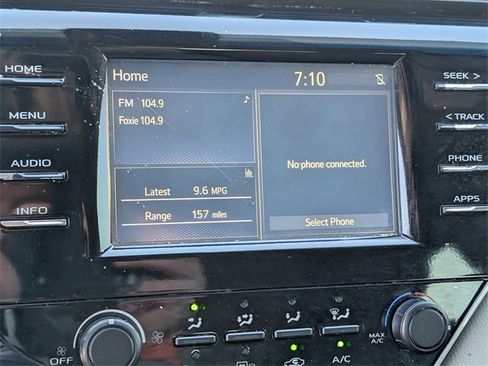 HOME
MENU
AUDIO
INFO
Home
7:10
FM 104.9
Foxie 104.9
Latest 9.6 MPG
Range 157 miles
No phone connected.
Select Phone
SEEK >
< TRACK
PHONE
APPS
OFF
A/C
MAX
A/C